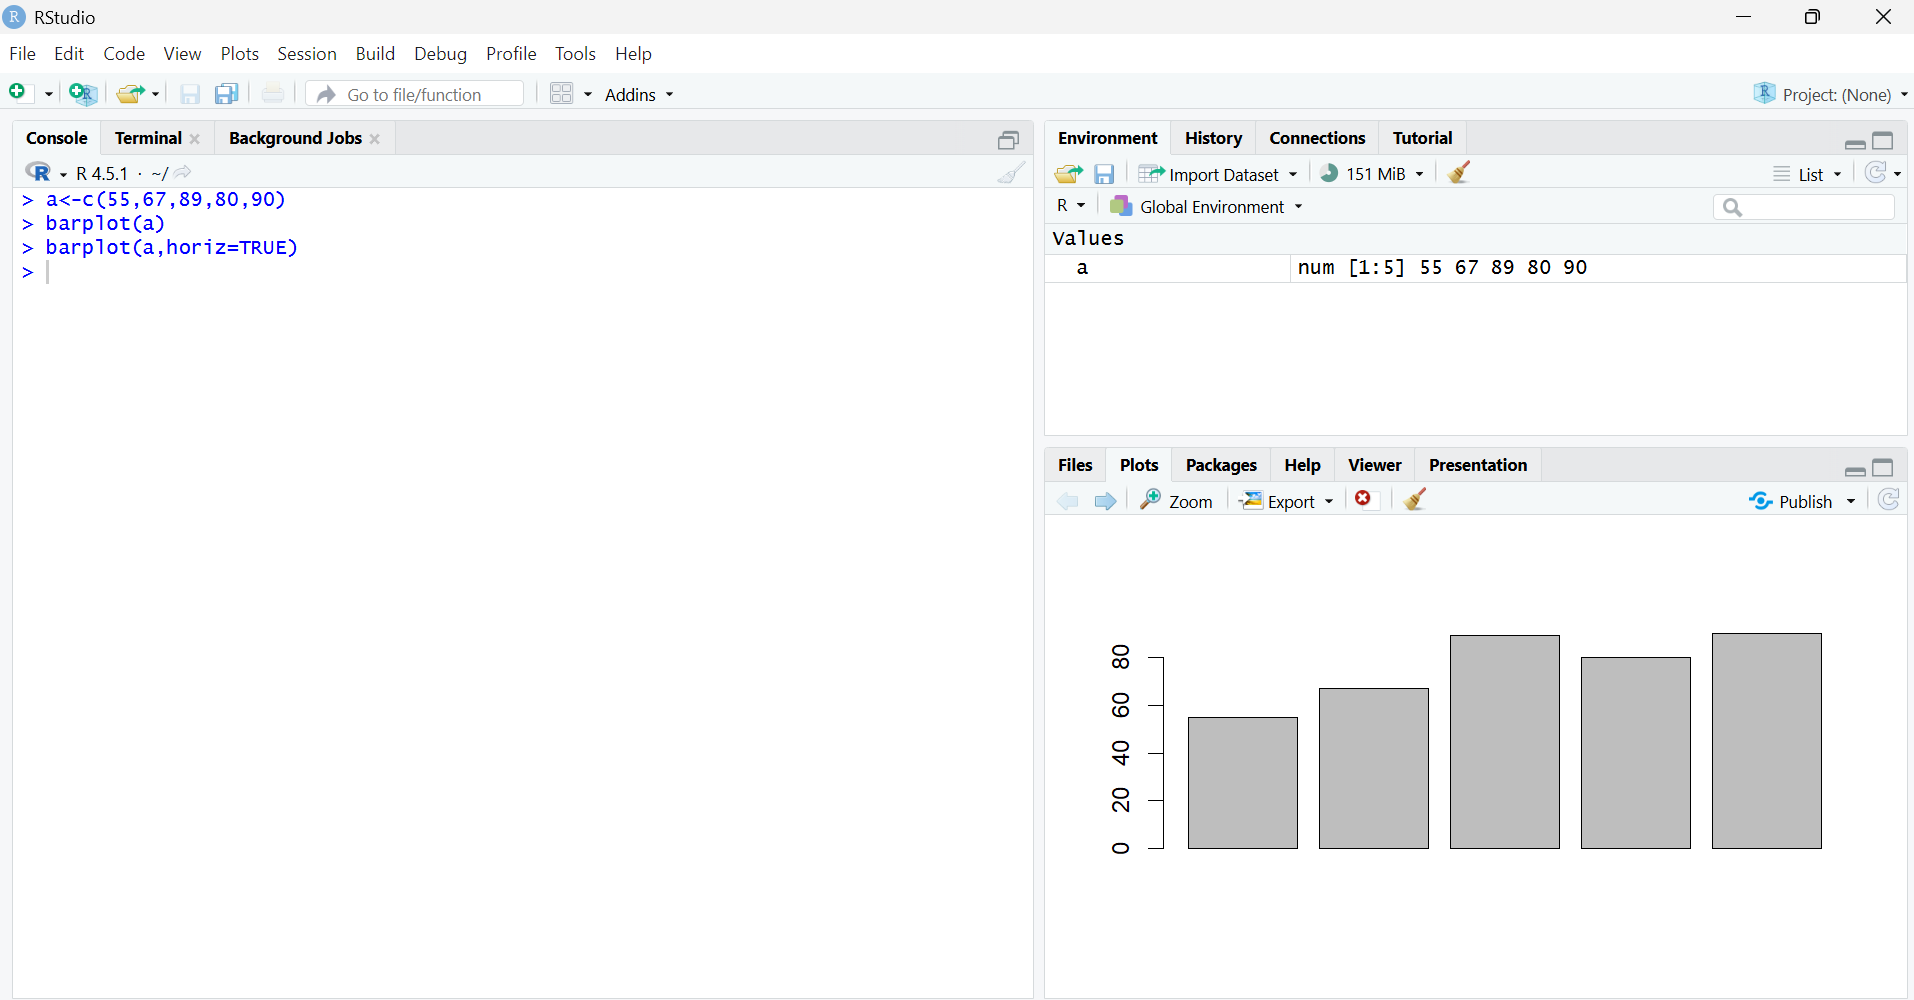 RStudio
File Edit Code View Plots Session Build Debug Profile Tools Help
Go to file/function Addins Project: (None)
Console Terminal Background Jobs
R 4.5.1 · ~/
> a<-c(55,67,89,80,90)
> barplot(a)
> barplot(a,horiz=TRUE)
>
Environment History Connections Tutorial
Import Dataset 151 MiB List
R Global Environment
Values
a num [1:5] 55 67 89 80 90
Files Plots Packages Help Viewer Presentation
Zoom Export Publish
80
60
40
20
0